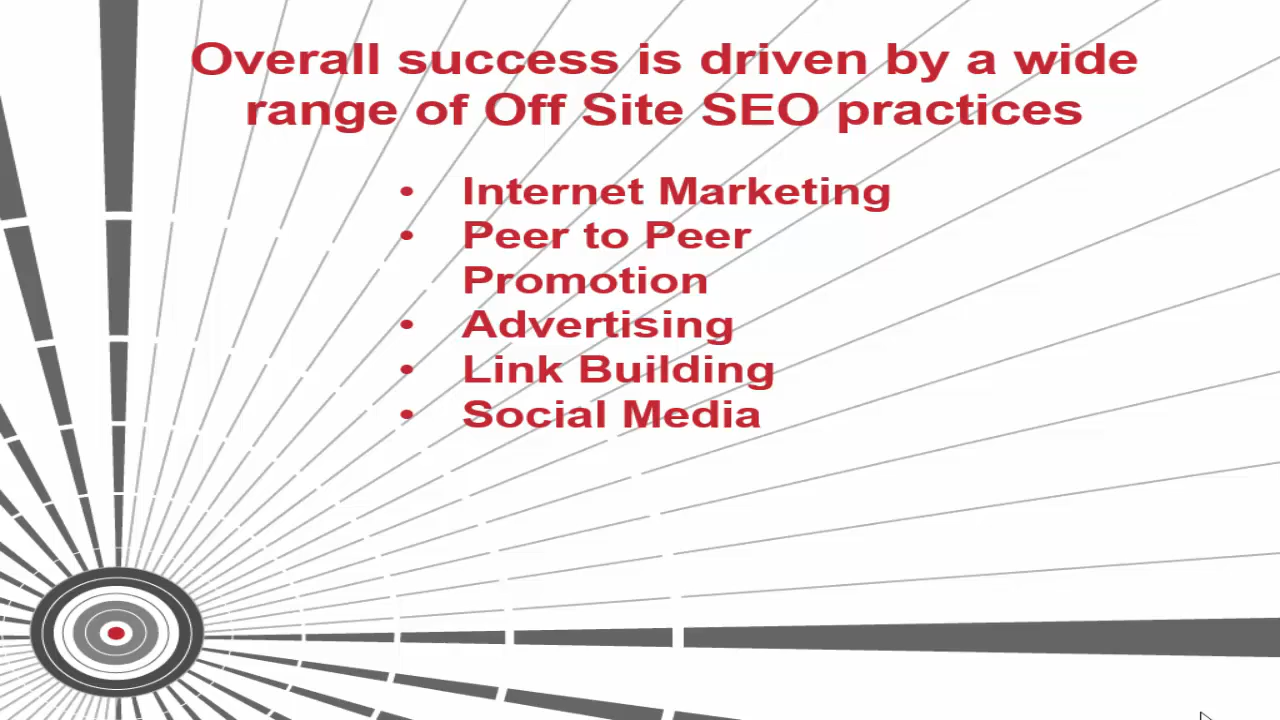 Overall success is driven by a wide
range of Off Site SEO practices
• Internet Marketing
• Peer to Peer
Promotion
• Advertising
• Link Building
• Social Media